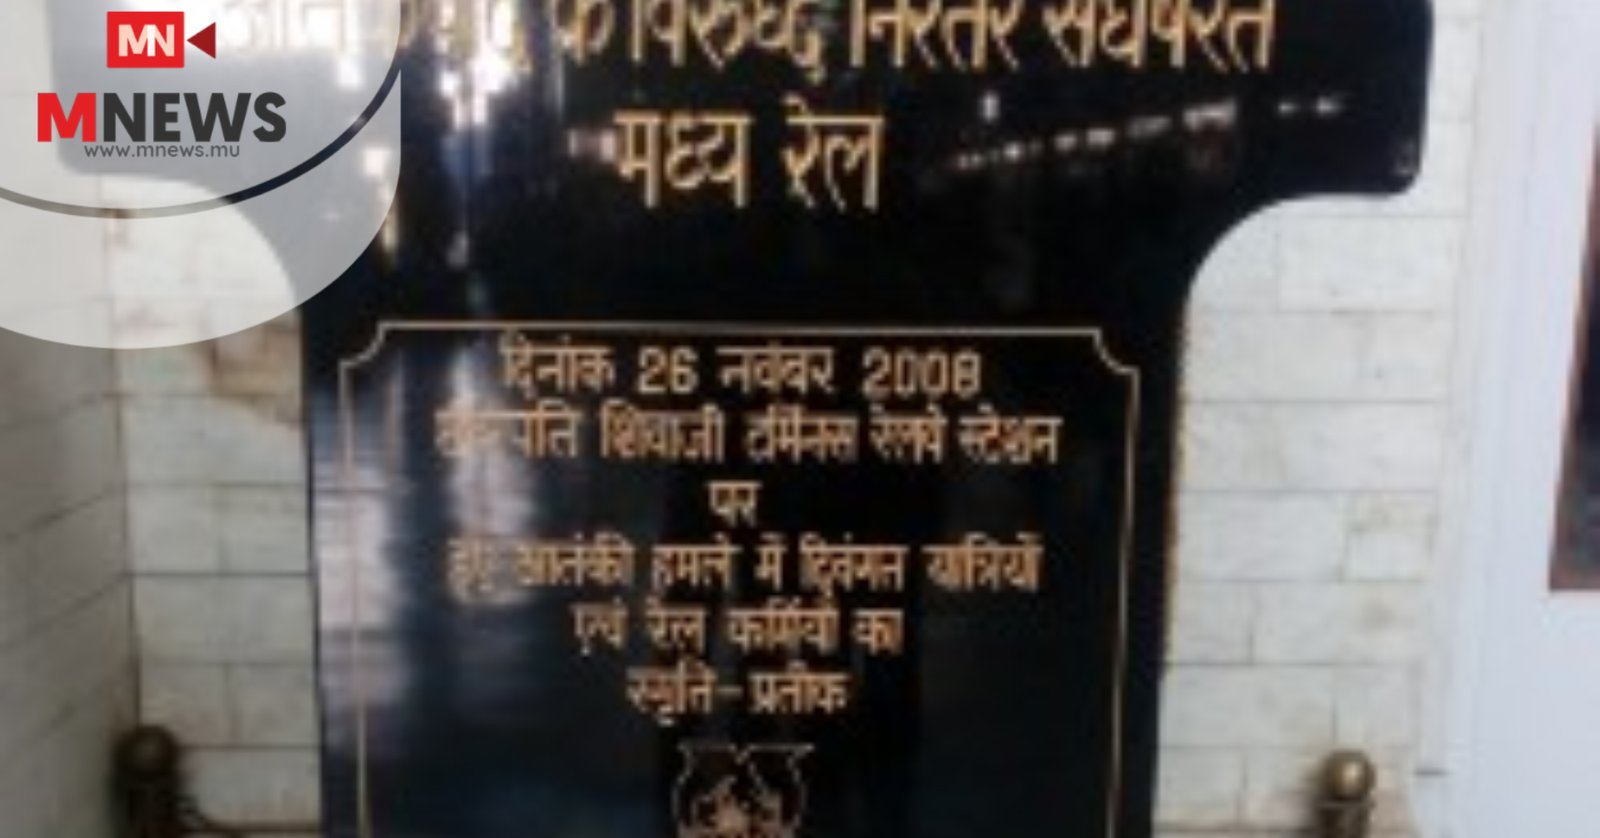 MN
MNEWS
www.mnews.mu
के विरुध्द निरंतर संघर्षरत
मध्य रेल
दिनांक 26 नवंबर 2008
शिवाजी टर्मिनस रेलवे स्टेशन
पर
हुए आतंकी हमले में दिवंगत यात्रियों
एवं रेल कर्मियों का
स्मृति-प्रतीक